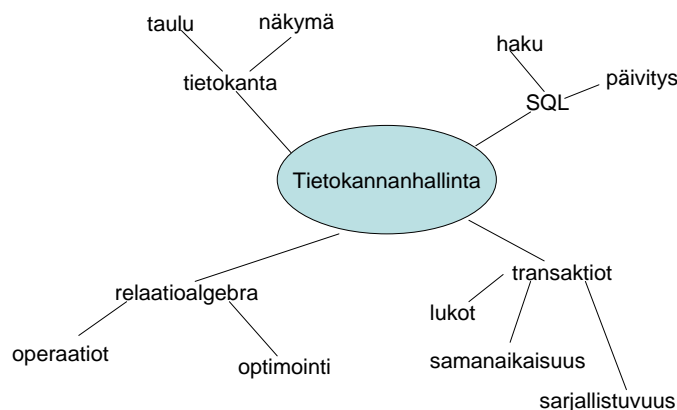 taulu
näkymä
tietokanta
haku
SQL
päivitys
Tietokannanhallinta
relaatioalgebra
operaatiot
optimointi
transaktiot
lukot
samanaikaisuus
sarjallistuvuus